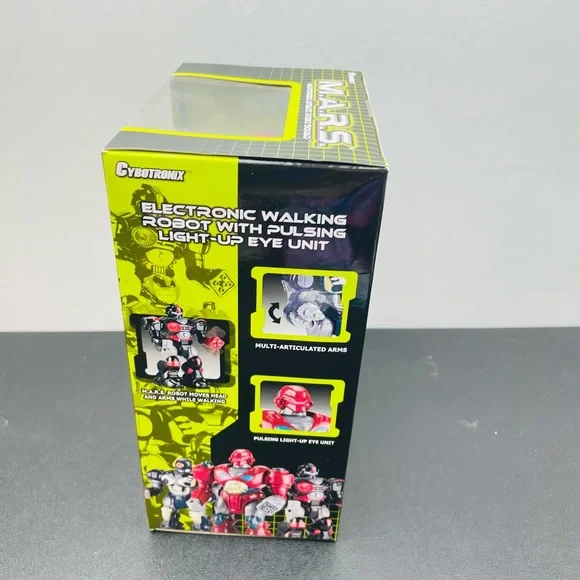 M.A.R.S.
CYBOTRONIX
ELECTRONIC WALKING
ROBOT WITH PULSING
LIGHT-UP EYE UNIT
MULTI-ARTICULATED ARMS
M.A.R.S. ROBOT MOVES HEAD
AND ARMS WHILE WALKING
PULSING LIGHT-UP EYE UNIT